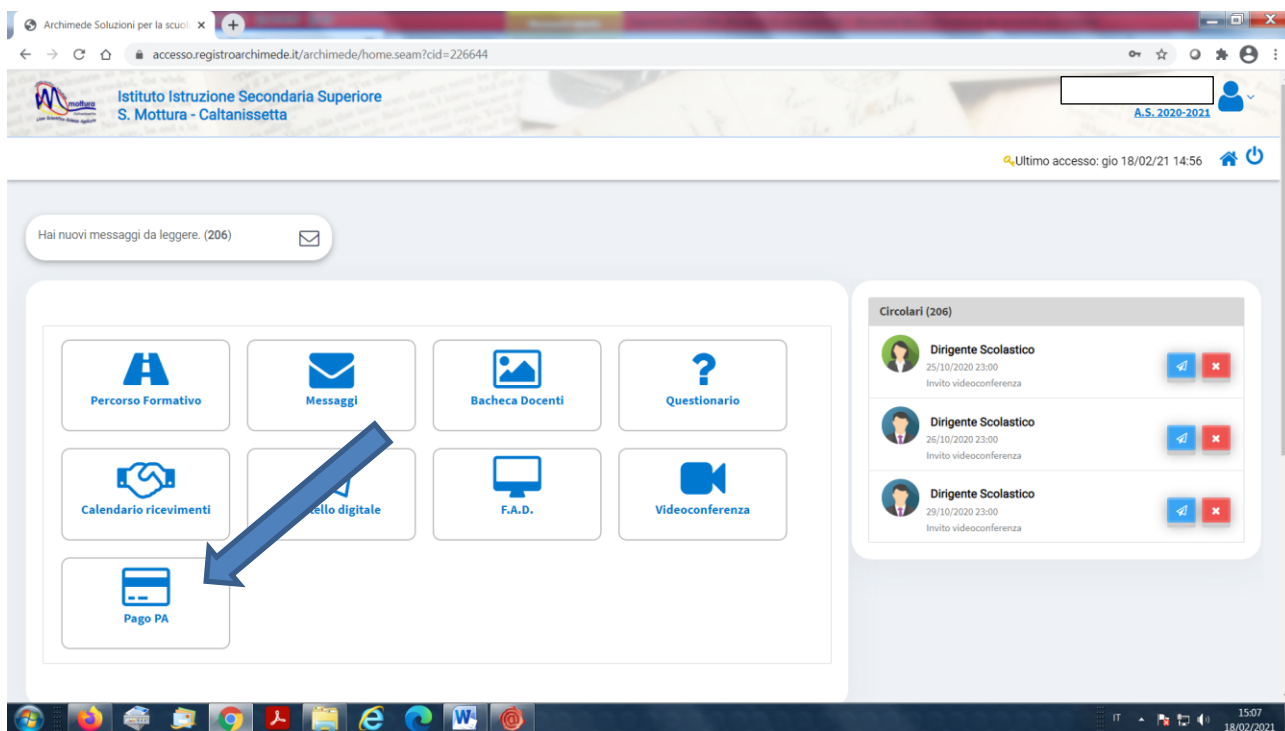 Archimede Soluzioni per la scuol
accesso.registroarchimede.it/archimede/home.seam?cid=226644
mottura
Istituto Istruzione Secondaria Superiore
S. Mottura - Caltanissetta
A.S. 2020-2021
Ultimo accesso: gio 18/02/21 14:56
Hai nuovi messaggi da leggere. (206)
Percorso Formativo
Messaggi
Bacheca Docenti
Questionario
Calendario ricevimenti
digitale
F.A.D.
Videoconferenza
Pago PA
Circolari (206)
Dirigente Scolastico
25/10/2020 23:00
Invito videoconferenza
Dirigente Scolastico
26/10/2020 23:00
Invito videoconferenza
Dirigente Scolastico
29/10/2020 23:00
Invito videoconferenza
IT
15:07
18/02/2021